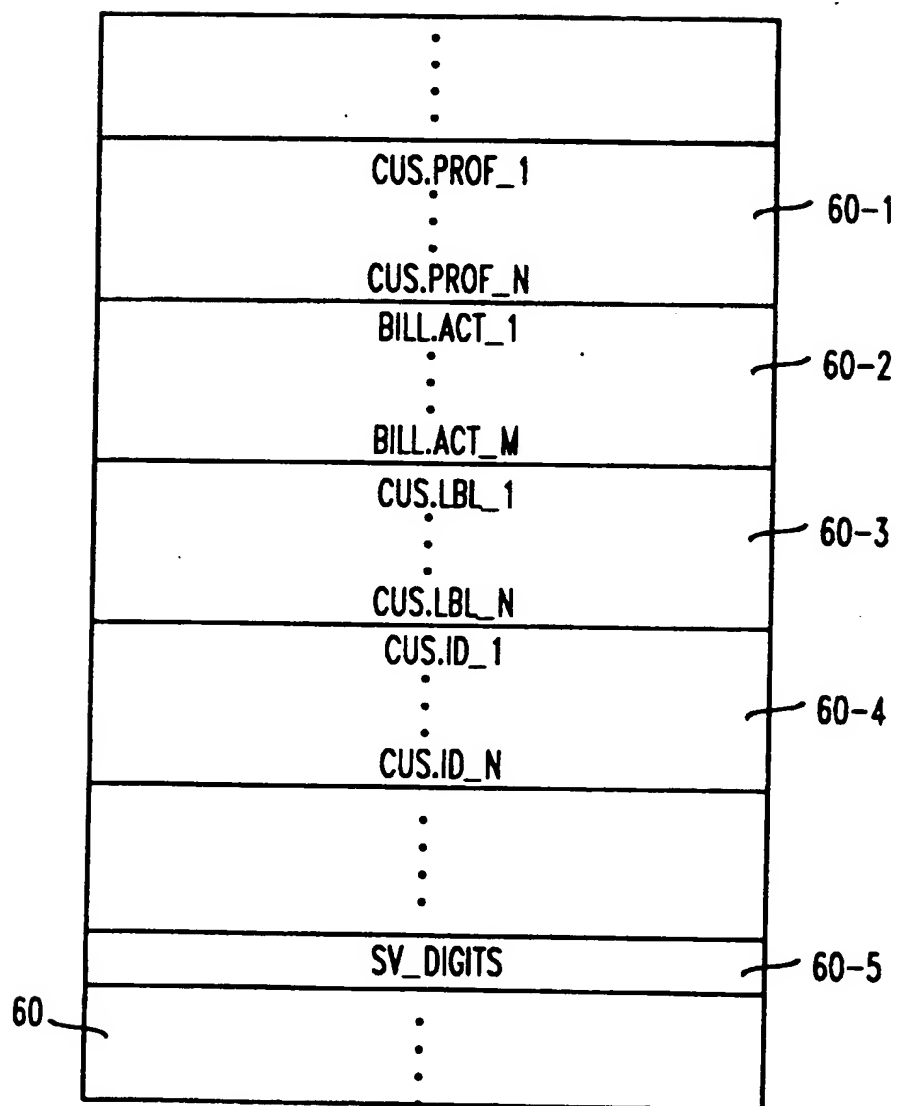 CUS.PROF_1
60-1
CUS.PROF_N
BILL.ACT_1
60-2
BILL.ACT_M
CUS.LBL_1
60-3
CUS.LBL_N
CUS.ID_1
60-4
CUS.ID_N
SV_DIGITS
60-5
60